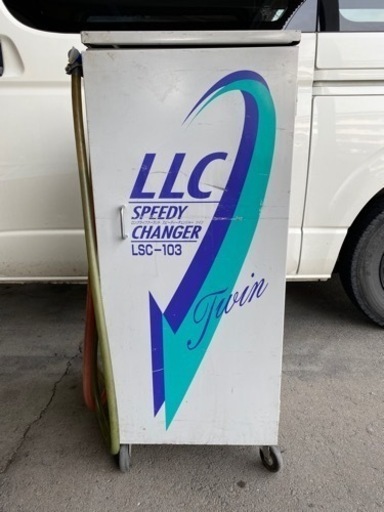 LLC
SPEEDY
CHANGER
LSC-103
Twin